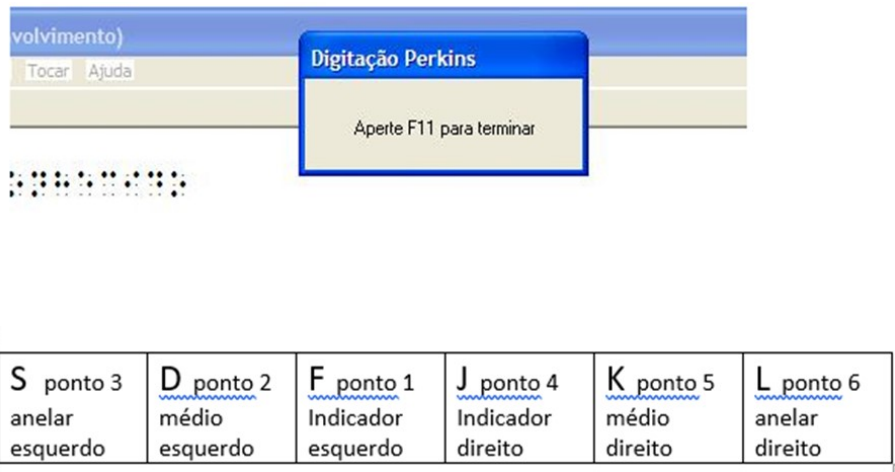 volvimento)
Tocar Ajuda
Digitação Perkins
Aperte F11 para terminar
S ponto 3
anelar
esquerdo
D ponto 2
médio
esquerdo
F ponto 1
Indicador
esquerdo
J ponto 4
Indicador
direito
K ponto 5
médio
direito
L ponto 6
anelar
direito